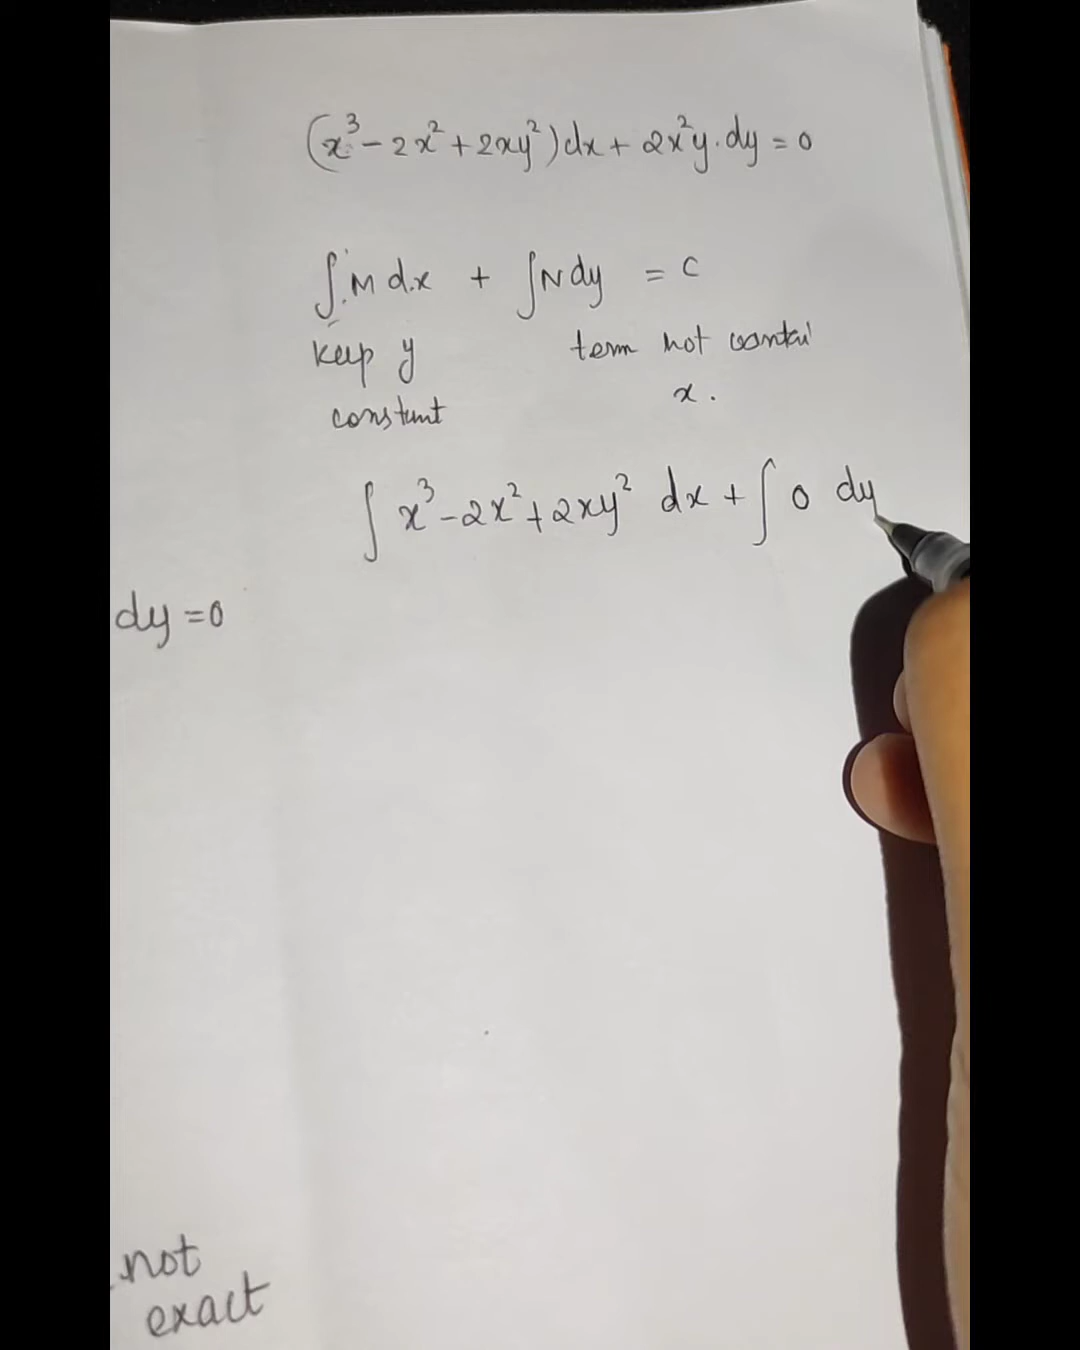 (x³ - 2x² + 2xy²)dx + 2x²y.dy = 0
∫M dx + ∫N dy = c
keep y term not contai
constant x.
∫ x³ - 2x² + 2xy² dx + ∫ 0 dy
dy = 0
not
exact